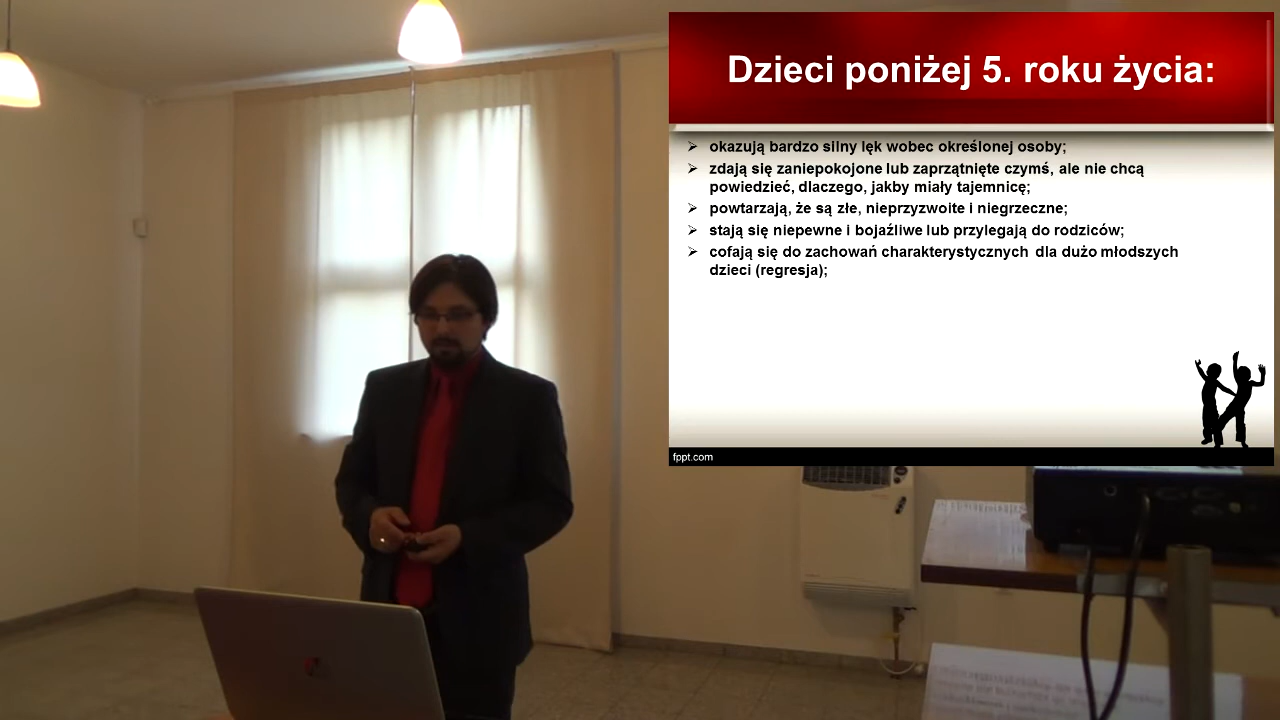 Dzieci poniżej 5. roku życia:
okazują bardzo silny lęk wobec określonej osoby;
zdają się zaniepokojone lub zaprzątnięte czymś, ale nie chcą
powiedzieć, dlaczego, jakby miały tajemnicę;
powtarzają, że są złe, nieprzyzwoite i niegrzeczne;
stają się niepewne i bojaźliwe lub przylegają do rodziców;
cofają się do zachowań charakterystycznych dla dużo młodszych
dzieci (regresja);
fppt.com